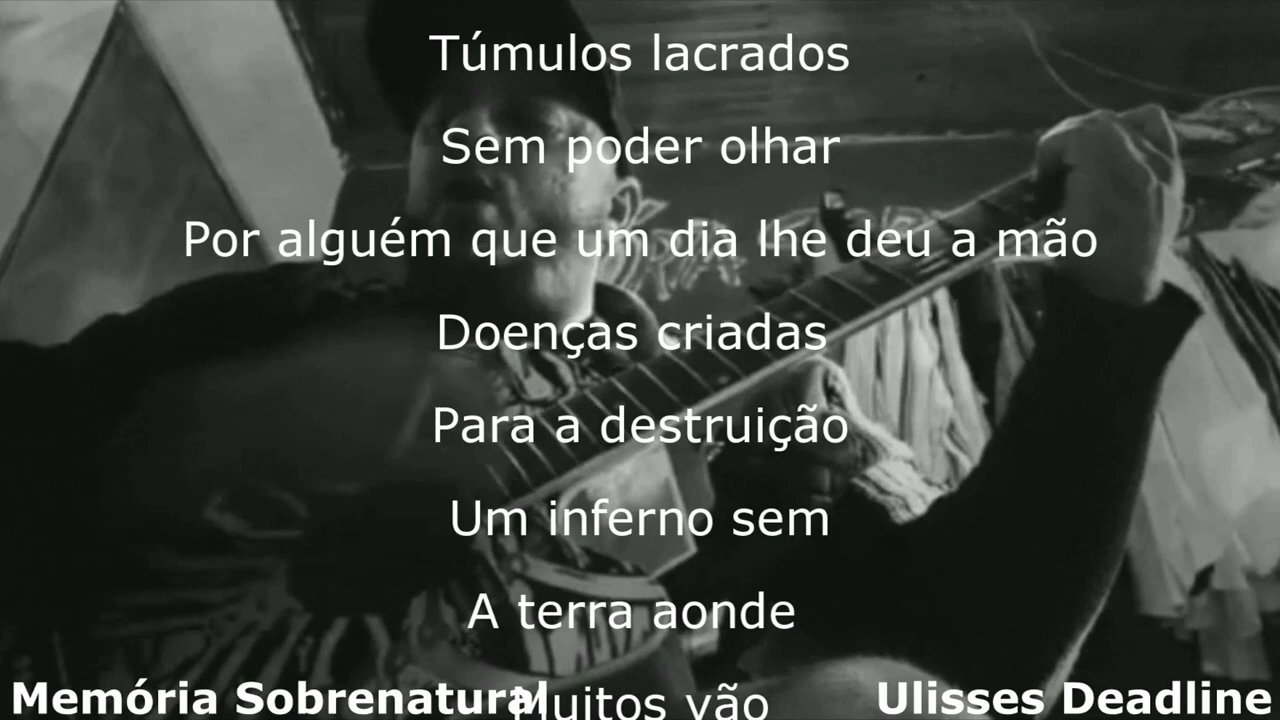 Túmulos lacrados
Sem poder olhar
Por alguém que um dia lhe deu a mão
Doenças criadas
Para a destruição
Um inferno sem
A terra aonde
Muitos vão
Memória Sobrenatural
Ulisses Deadline